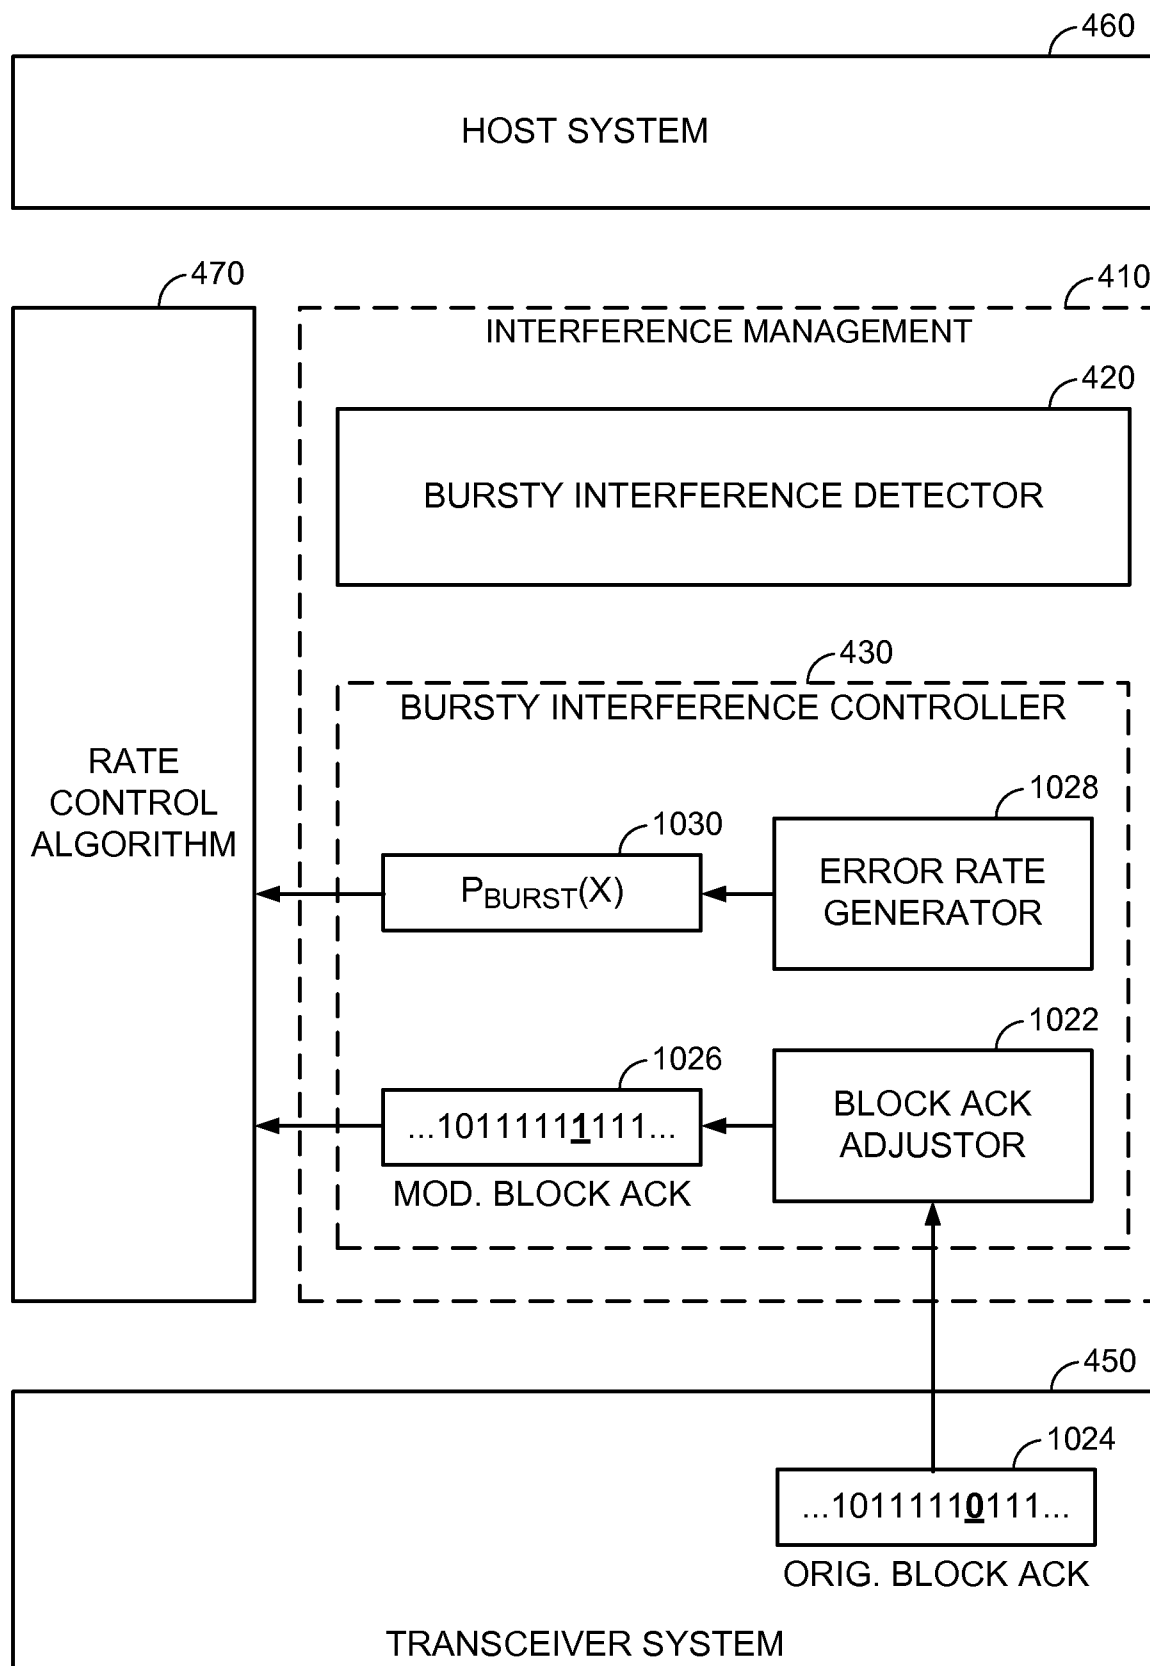 460
HOST SYSTEM
470
410
INTERFERENCE MANAGEMENT
420
BURSTY INTERFERENCE DETECTOR
430
BURSTY INTERFERENCE CONTROLLER
RATE
CONTROL
ALGORITHM
1030
PBURST(X)
1028
ERROR RATE
GENERATOR
1026
...101111111111...
MOD. BLOCK ACK
1022
BLOCK ACK
ADJUSTOR
450
1024
...101111110111...
ORIG. BLOCK ACK
TRANSCEIVER SYSTEM